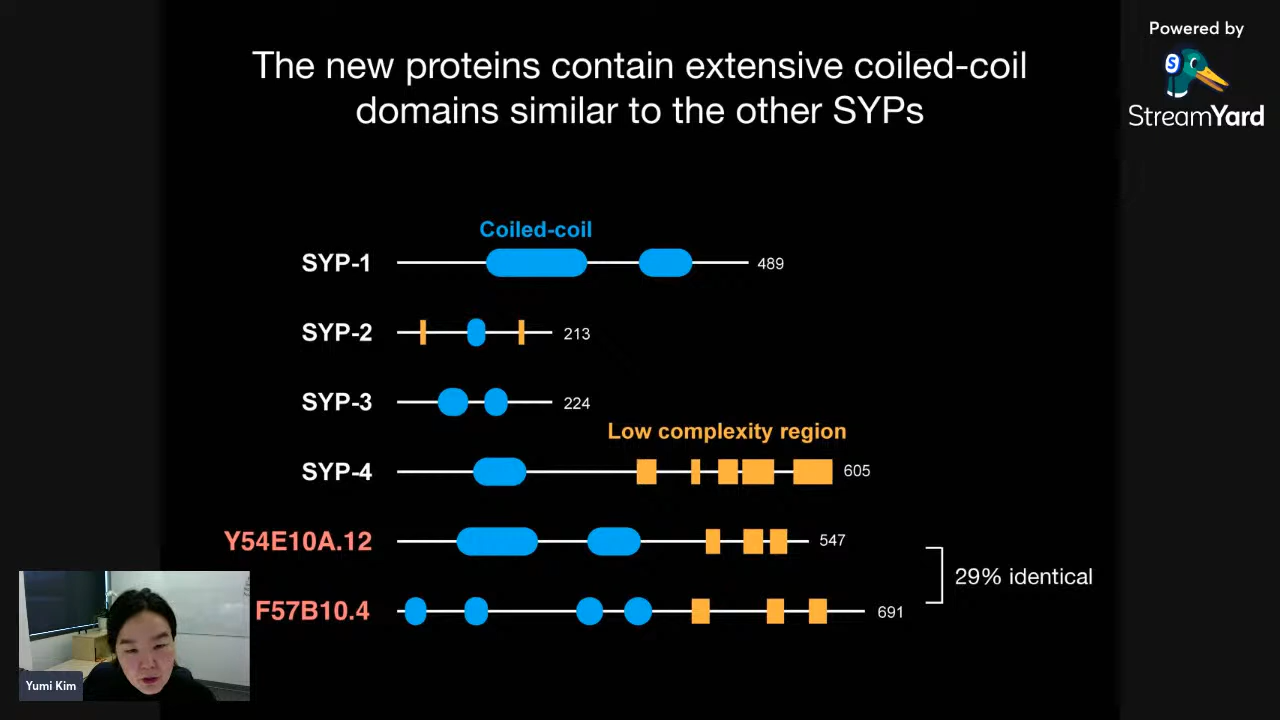 Powered by
StreamYard
The new proteins contain extensive coiled-coil
domains similar to the other SYPs
Coiled-coil
SYP-1
489
SYP-2
213
SYP-3
224
Low complexity region
SYP-4
605
Y54E10A.12
547
29% identical
F57B10.4
691
Yumi Kim